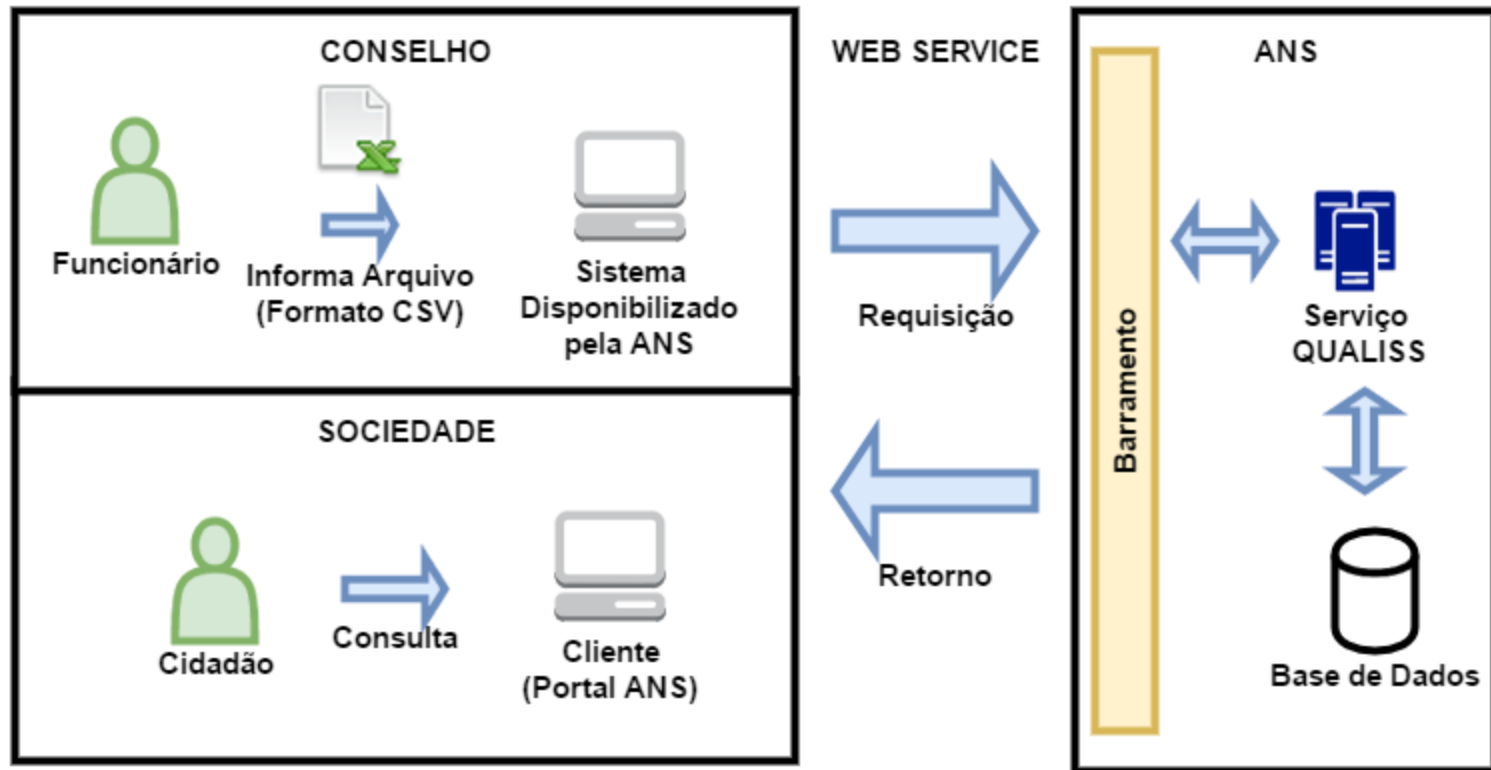 CONSELHO
Funcionário
Informa Arquivo
(Formato CSV)
Sistema
Disponibilizado
pela ANS
SOCIEDADE
Cidadão
Consulta
Cliente
(Portal ANS)
WEB SERVICE
Requisição
Retorno
ANS
Barramento
Serviço
QUALISS
Base de Dados